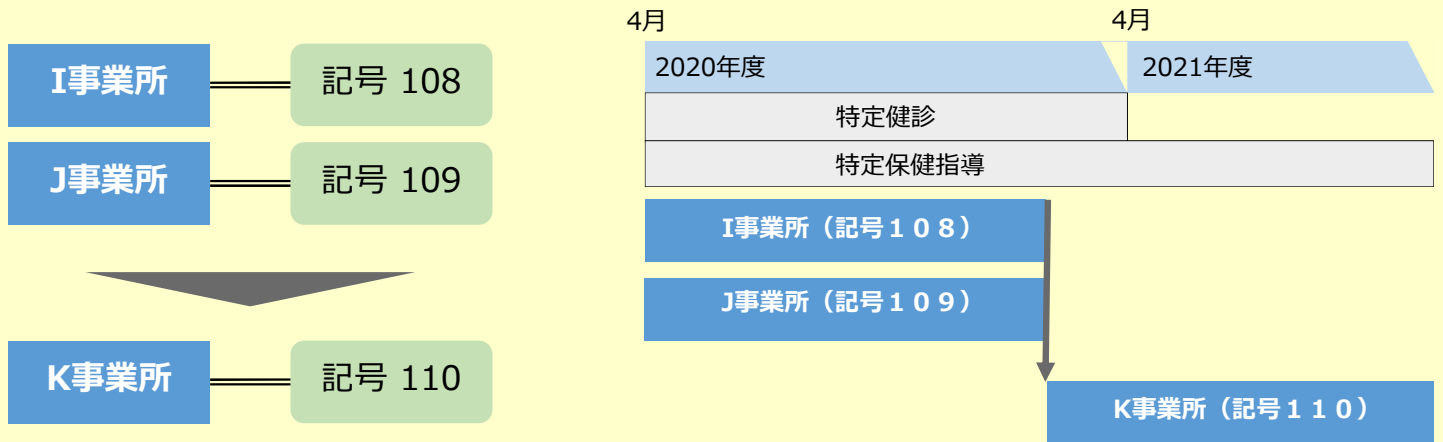 I事業所
記号 108
J事業所
記号 109
K事業所
記号 110
4月
4月
2020年度
2021年度
特定健診
特定保健指導
I事業所（記号１０８）
J事業所（記号１０９）
K事業所（記号１１０）